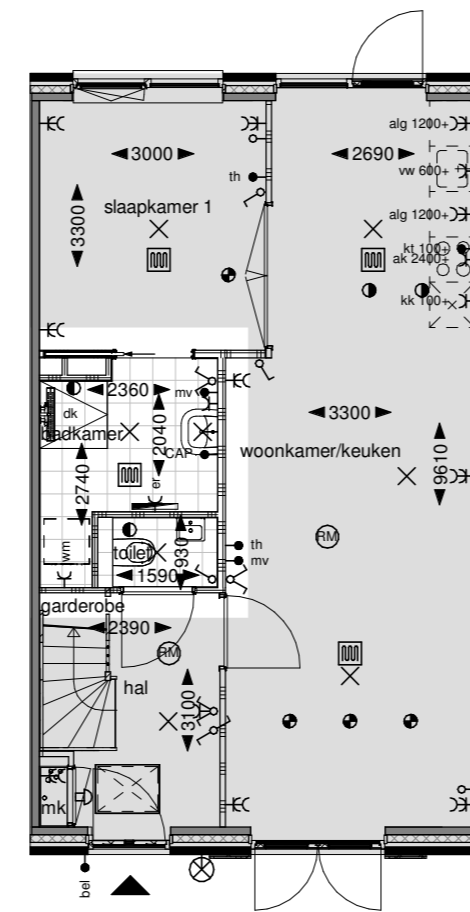 alg 1200+
3000
2690
th
vw 600+
slaapkamer 1
3300
alg 1200+
kt 100+
ak 2400+
kk 100+
2360
mv
dk
2040
3300
badkamer
woonkamer/keuken
CAP
9610
2740
er
RM
wm
toilet
930
th
mv
1590
garderobe
2390
RM
hal
3100
mk
bel